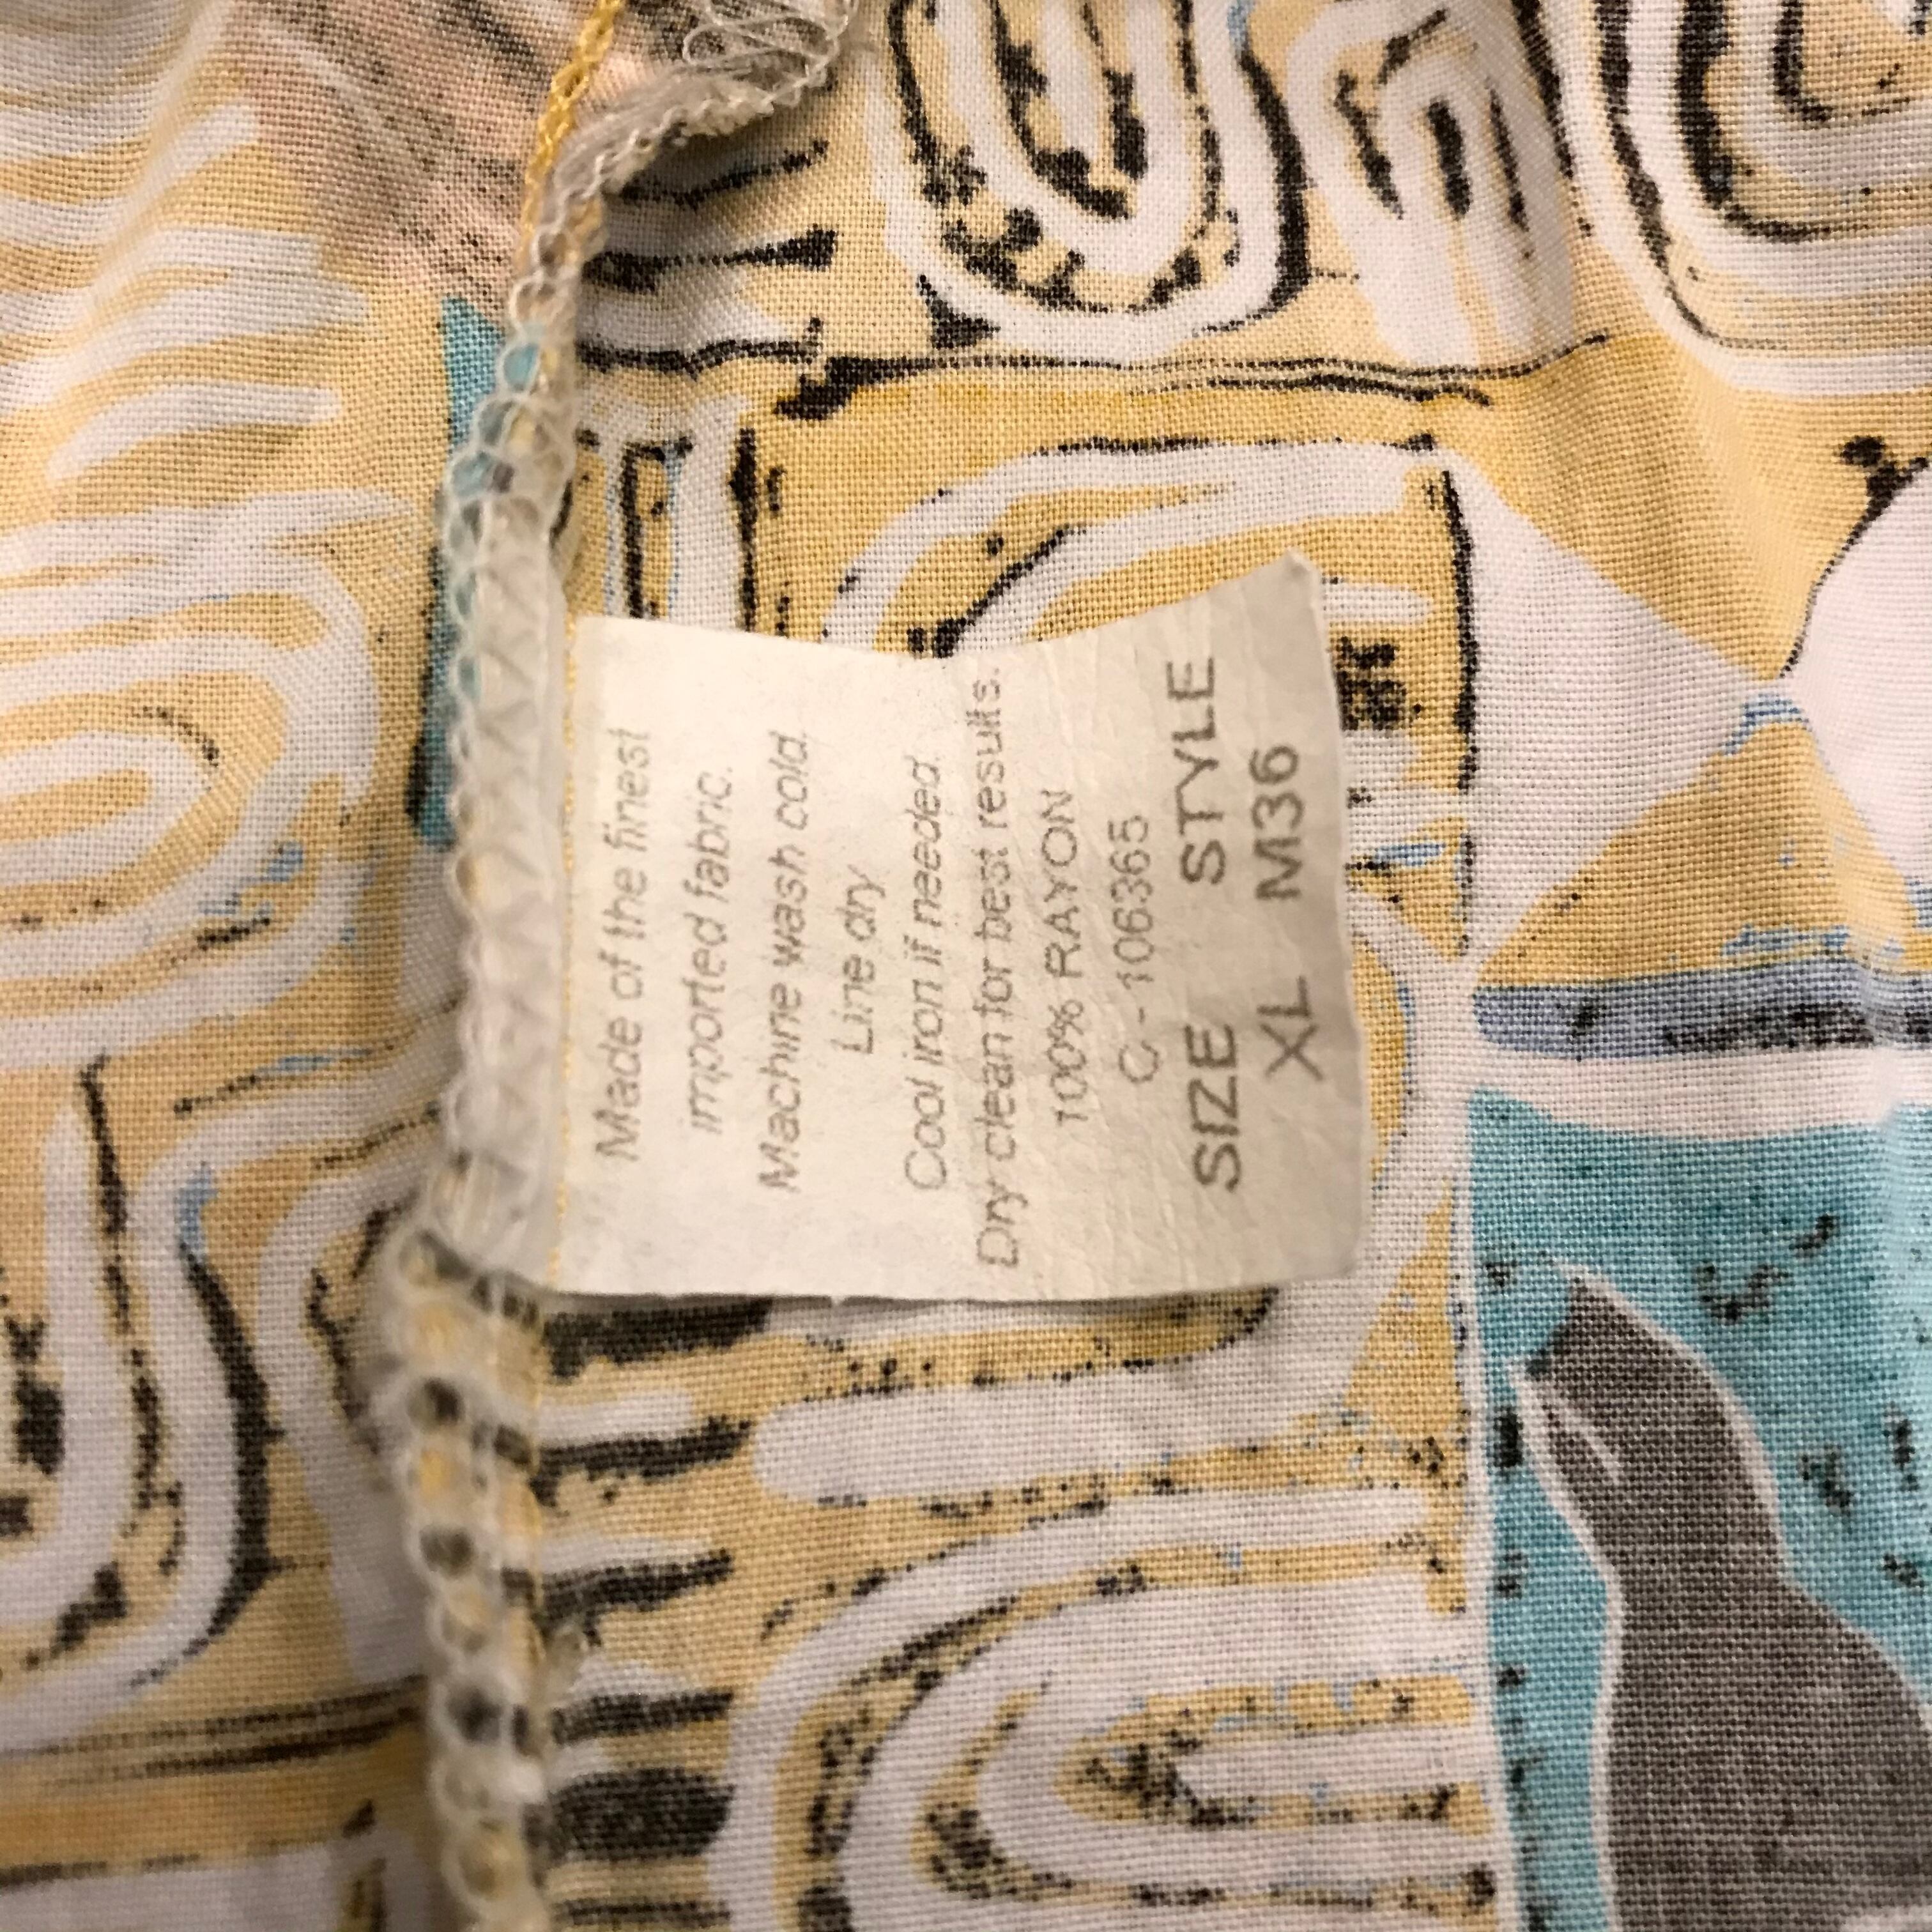 Made of the finest
imported fabric.
Machine wash cold.
Line dry
Cool iron if needed.
Dry clean for best results.
100% RAYON
C - 106365
SIZE STYLE
XL M36